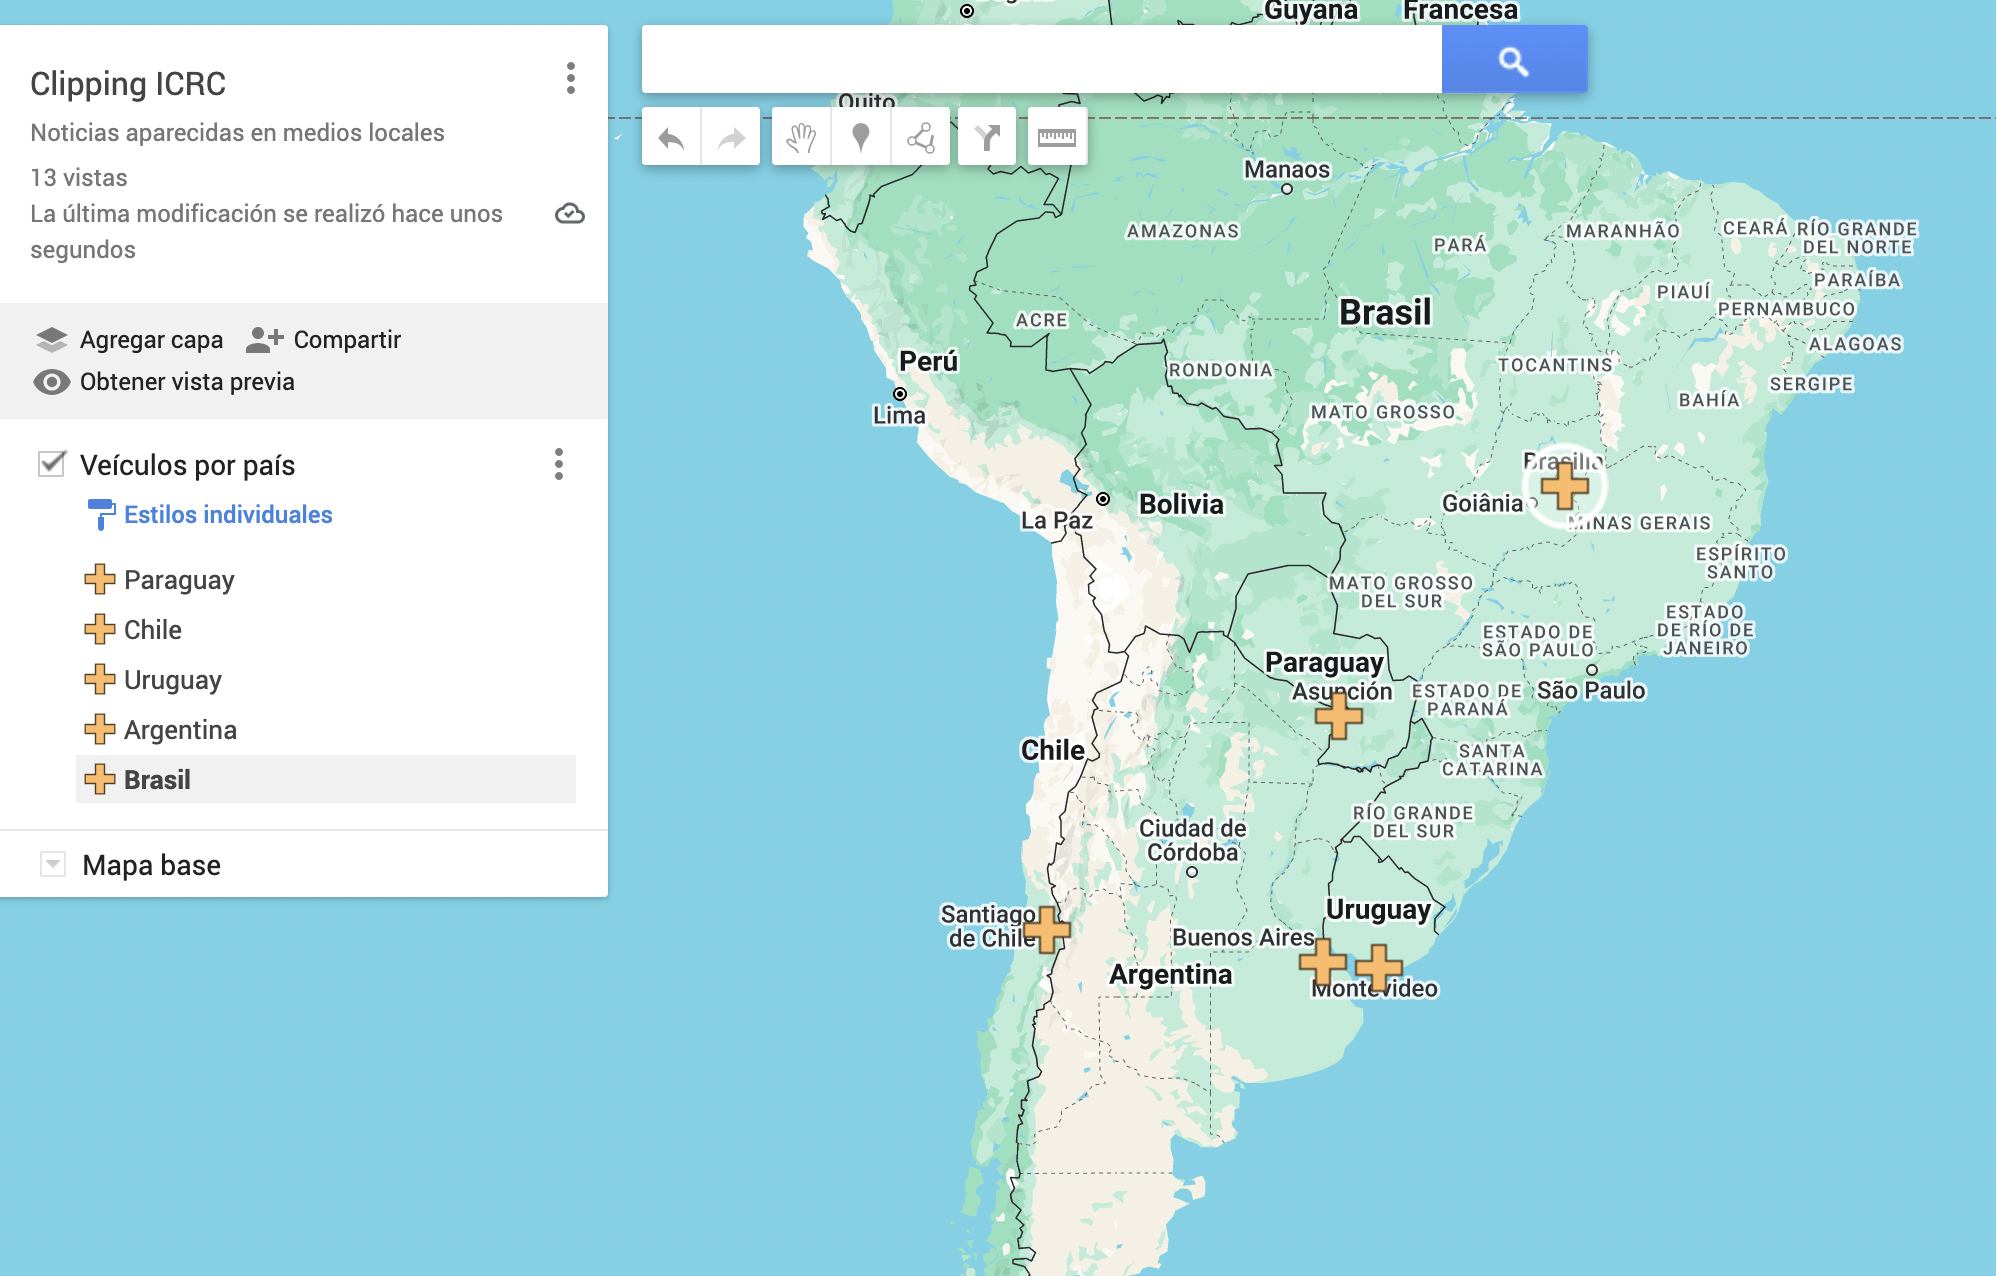 Clipping ICRC
Noticias aparecidas en medios locales
13 vistas
La última modificación se realizó hace unos
segundos
Agregar capa
Compartir
Obtener vista previa
Veículos por país
Estilos individuales
Paraguay
Chile
Uruguay
Argentina
Brasil
Mapa base
Guyana
Francesa
Quito
Manaos
AMAZONAS
PARÁ
MARANHÃO
CEARÁ
RÍO GRANDE
DEL NORTE
PARAÍBA
PIAUÍ
PERNAMBUCO
Brasil
ACRE
ALAGOAS
Perú
RONDONIA
TOCANTINS
SERGIPE
Lima
MATO GROSSO
BAHÍA
Brasilia
Bolivia
Goiânia
La Paz
MINAS GERAIS
ESPÍRITO
SANTO
MATO GROSSO
DEL SUR
ESTADO
DE RÍO DE
JANEIRO
ESTADO DE
SÃO PAULO
Paraguay
Asunción
ESTADO DE
PARANÁ
São Paulo
Chile
SANTA
CATARINA
RÍO GRANDE
DEL SUR
Ciudad de
Córdoba
Uruguay
Santiago
de Chile
Buenos Aires
Argentina
Montevideo